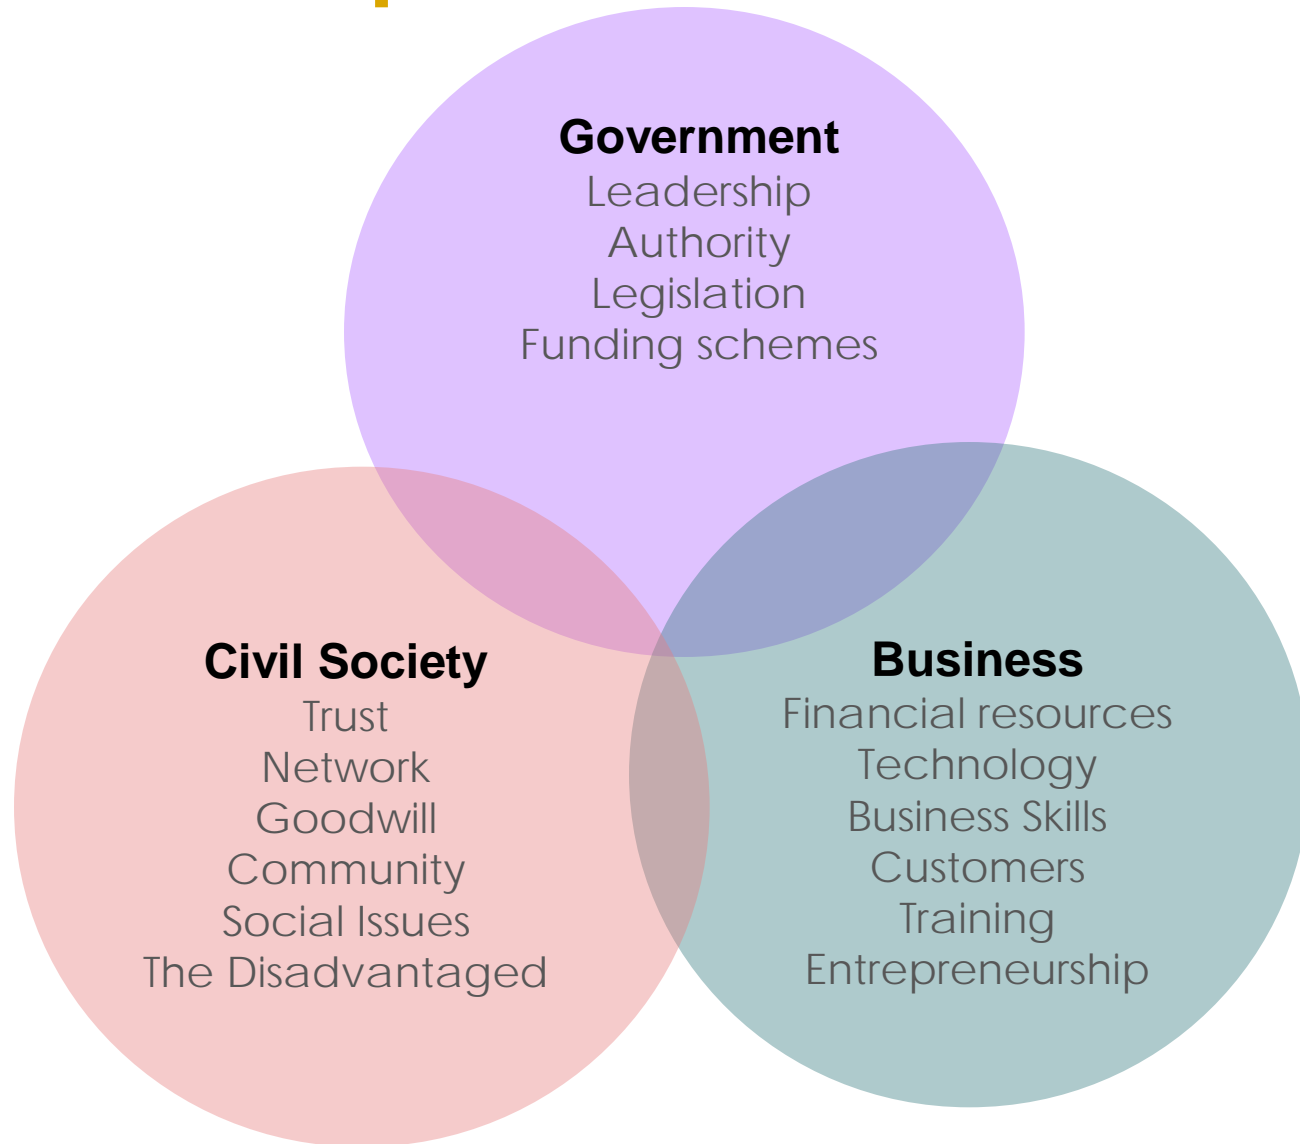 Government
Leadership
Authority
Legislation
Funding schemes
Civil Society
Trust
Network
Goodwill
Community
Social Issues
The Disadvantaged
Business
Financial resources
Technology
Business Skills
Customers
Training
Entrepreneurship